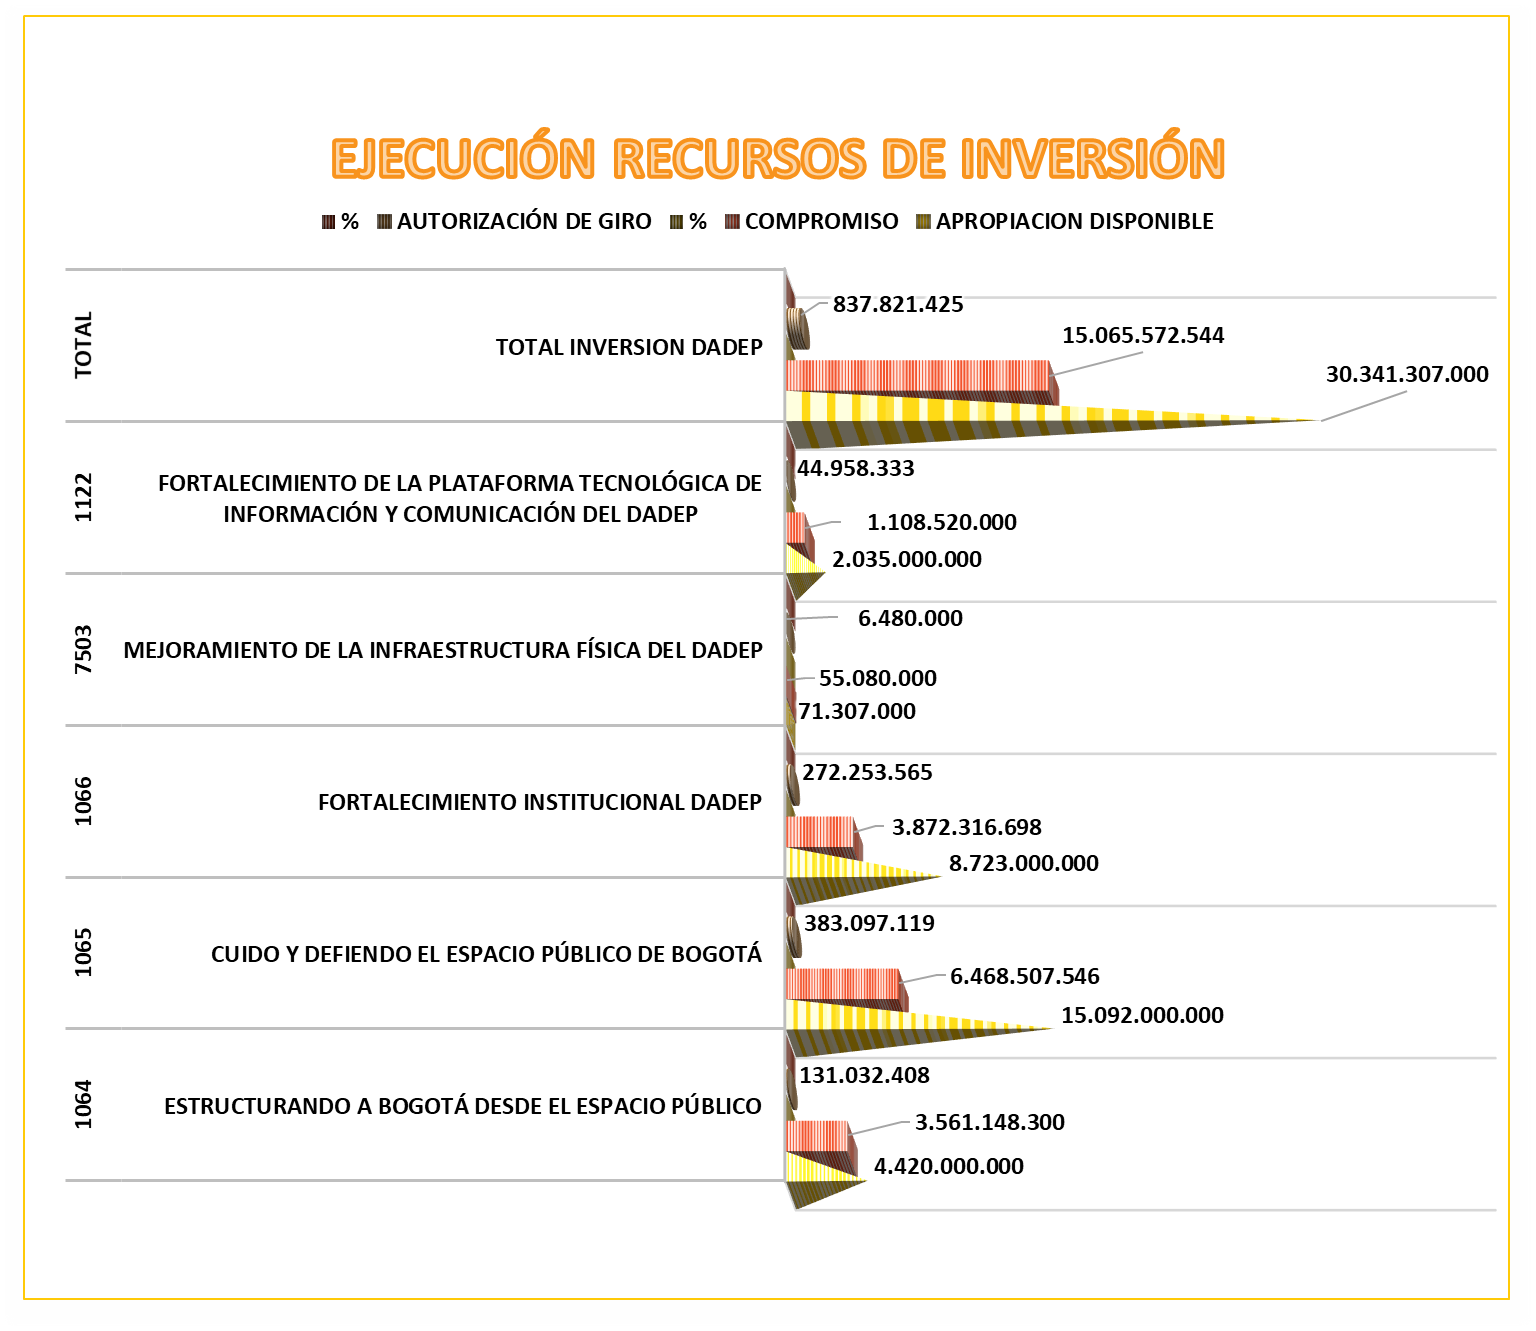 EJECUCIÓN RECURSOS DE INVERSIÓN
% AUTORIZACIÓN DE GIRO % COMPROMISO APROPIACION DISPONIBLE
TOTAL
TOTAL INVERSION DADEP
837.821.425
15.065.572.544
30.341.307.000
1122
FORTALECIMIENTO DE LA PLATAFORMA TECNOLÓGICA DE
INFORMACIÓN Y COMUNICACIÓN DEL DADEP
44.958.333
1.108.520.000
2.035.000.000
7503
MEJORAMIENTO DE LA INFRAESTRUCTURA FÍSICA DEL DADEP
6.480.000
55.080.000
71.307.000
1066
FORTALECIMIENTO INSTITUCIONAL DADEP
272.253.565
3.872.316.698
8.723.000.000
1065
CUIDO Y DEFIENDO EL ESPACIO PÚBLICO DE BOGOTÁ
383.097.119
6.468.507.546
15.092.000.000
1064
ESTRUCTURANDO A BOGOTÁ DESDE EL ESPACIO PÚBLICO
131.032.408
3.561.148.300
4.420.000.000